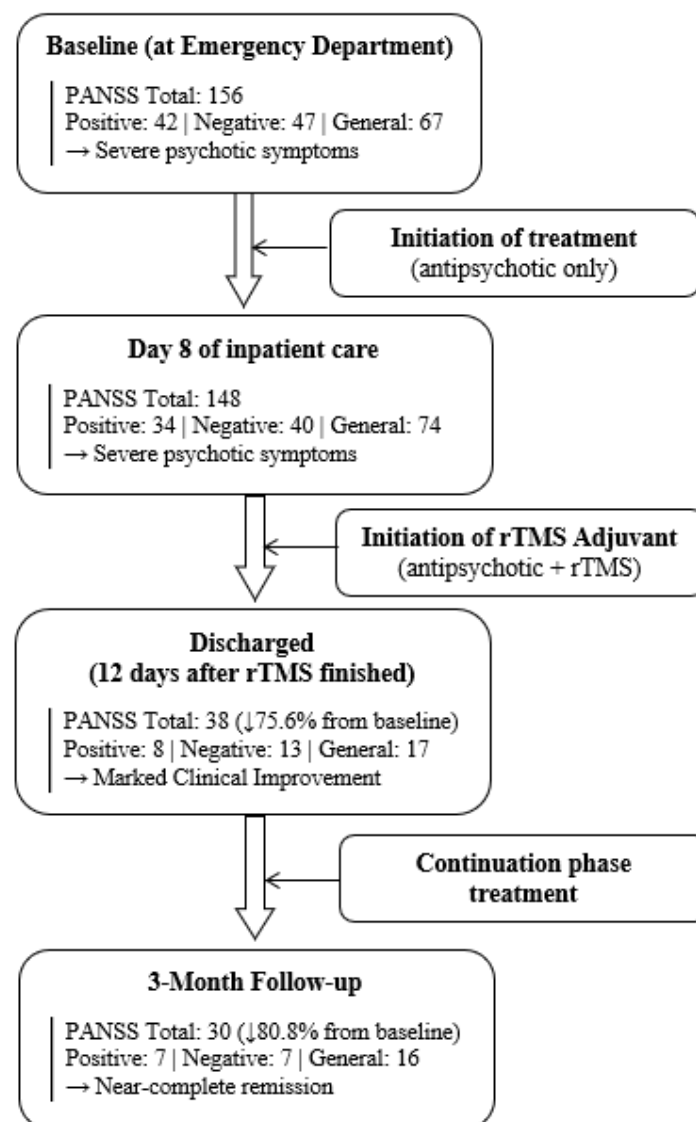 Baseline (at Emergency Department)
PANSS Total: 156
Positive: 42 | Negative: 47 | General: 67
→ Severe psychotic symptoms
Initiation of treatment
(antipsychotic only)
Day 8 of inpatient care
PANSS Total: 148
Positive: 34 | Negative: 40 | General: 74
→ Severe psychotic symptoms
Initiation of rTMS Adjuvant
(antipsychotic + rTMS)
Discharged
(12 days after rTMS finished)
PANSS Total: 38 (↓75.6% from baseline)
Positive: 8 | Negative: 13 | General: 17
→ Marked Clinical Improvement
Continuation phase
treatment
3-Month Follow-up
PANSS Total: 30 (↓80.8% from baseline)
Positive: 7 | Negative: 7 | General: 16
→ Near-complete remission